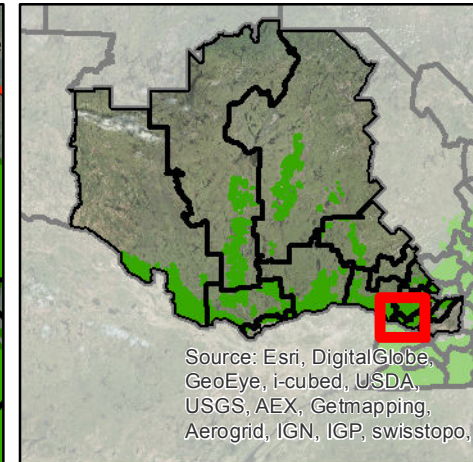 Source: Esri, DigitalGlobe,
GeoEye, i-cubed, USDA,
USGS, AEX, Getmapping,
Aerogrid, IGN, IGP, swisstopo,